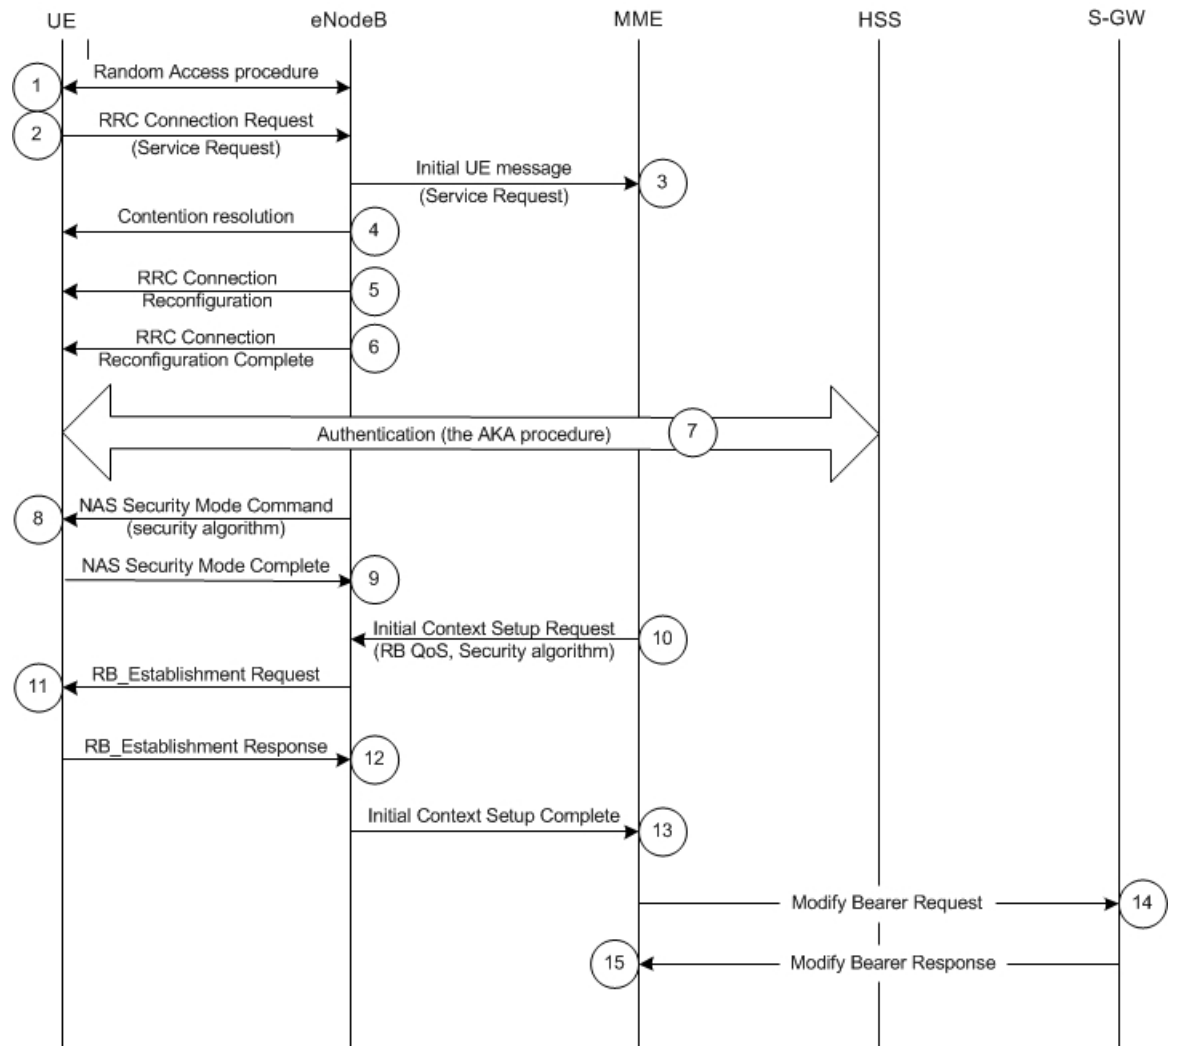 UE eNodeB MME HSS S-GW
1 Random Access procedure
2 RRC Connection Request
(Service Request)
Initial UE message 3
(Service Request)
Contention resolution 4
RRC Connection 5
Reconfiguration
RRC Connection 6
Reconfiguration Complete
Authentication (the AKA procedure) 7
8 NAS Security Mode Command
(security algorithm)
NAS Security Mode Complete 9
Initial Context Setup Request 10
(RB QoS, Security algorithm)
11 RB_Establishment Request
RB_Establishment Response 12
Initial Context Setup Complete 13
Modify Bearer Request 14
15 Modify Bearer Response